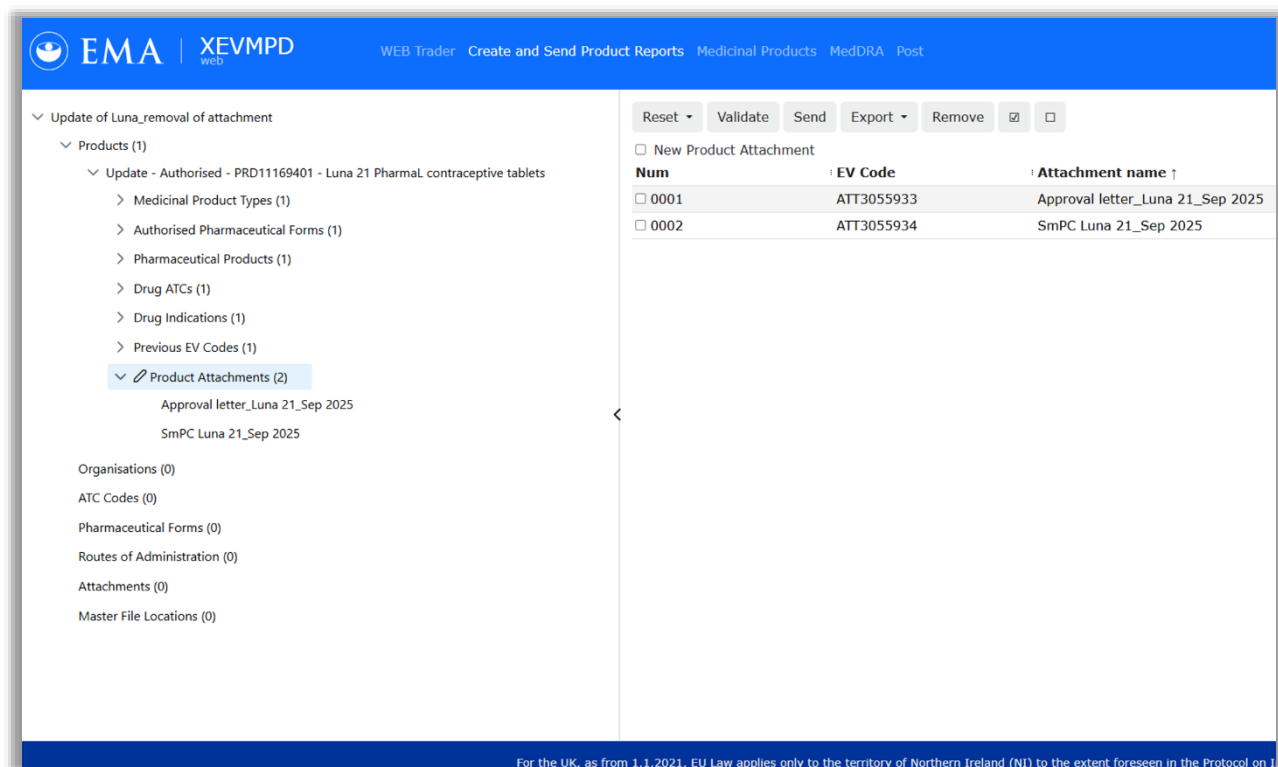 EMA | XEVMPD web
WEB Trader Create and Send Product Reports Medicinal Products MedDRA Post
Update of Luna_removal of attachment
Products (1)
Update - Authorised - PRD11169401 - Luna 21 PharmaL contraceptive tablets
Medicinal Product Types (1)
Authorised Pharmaceutical Forms (1)
Pharmaceutical Products (1)
Drug ATCs (1)
Drug Indications (1)
Previous EV Codes (1)
Product Attachments (2)
Approval letter_Luna 21_Sep 2025
SmPC Luna 21_Sep 2025
Organisations (0)
ATC Codes (0)
Pharmaceutical Forms (0)
Routes of Administration (0)
Attachments (0)
Master File Locations (0)
Reset Validate Send Export Remove
New Product Attachment
Num EV Code Attachment name ↑
0001 ATT3055933 Approval letter_Luna 21_Sep 2025
0002 ATT3055934 SmPC Luna 21_Sep 2025
For the UK, as from 1.1.2021, EU Law applies only to the territory of Northern Ireland (NI) to the extent foreseen in the Protocol on